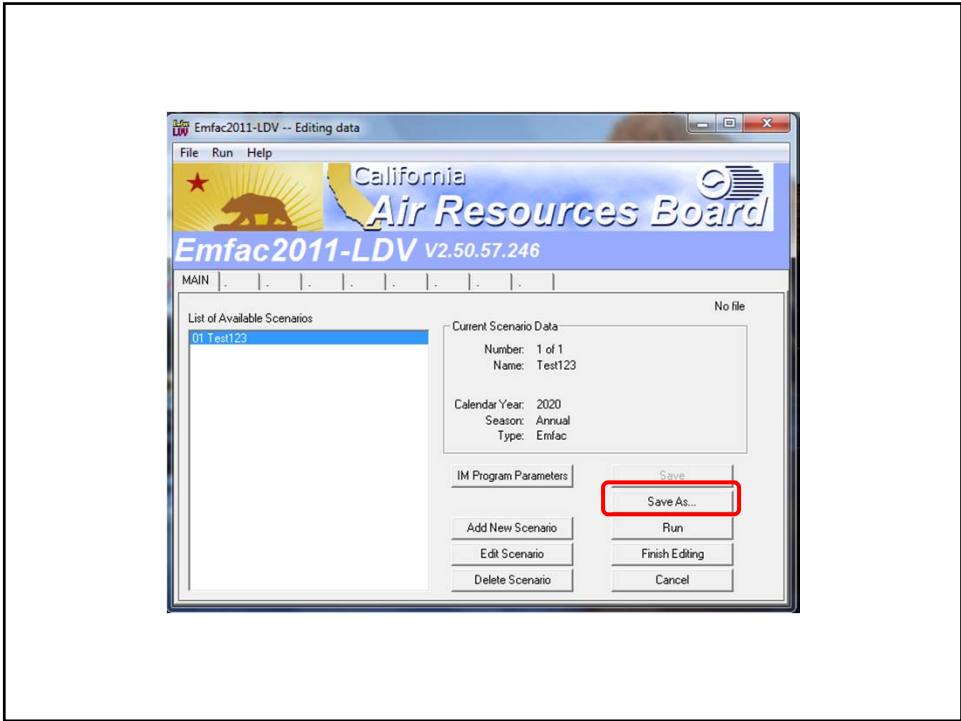 Emfac2011-LDV -- Editing data
File Run Help
California
Air Resources Board
Emfac2011-LDV V2.50.57.246
MAIN . . . . . . . .
No file
List of Available Scenarios
01 Test123
Current Scenario Data
Number: 1 of 1
Name: Test123
Calendar Year: 2020
Season: Annual
Type: Emfac
IM Program Parameters
Save
Save As...
Add New Scenario
Run
Edit Scenario
Finish Editing
Delete Scenario
Cancel